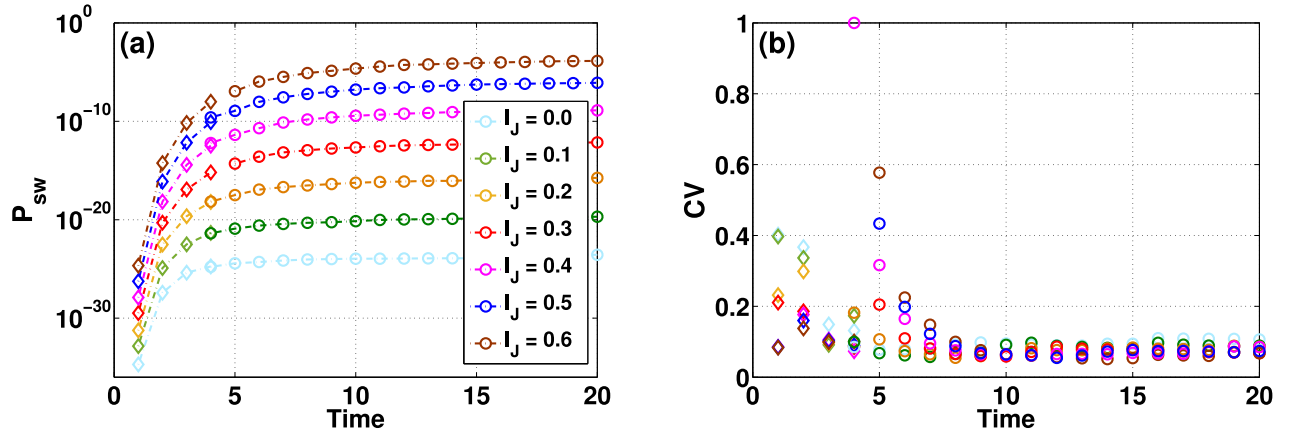 (a)
P_sw
10^0
10^−10
10^−20
10^−30
0 5 10 15 20
Time
I_J = 0.0
I_J = 0.1
I_J = 0.2
I_J = 0.3
I_J = 0.4
I_J = 0.5
I_J = 0.6
(b)
CV
1
0.8
0.6
0.4
0.2
0
0 5 10 15 20
Time